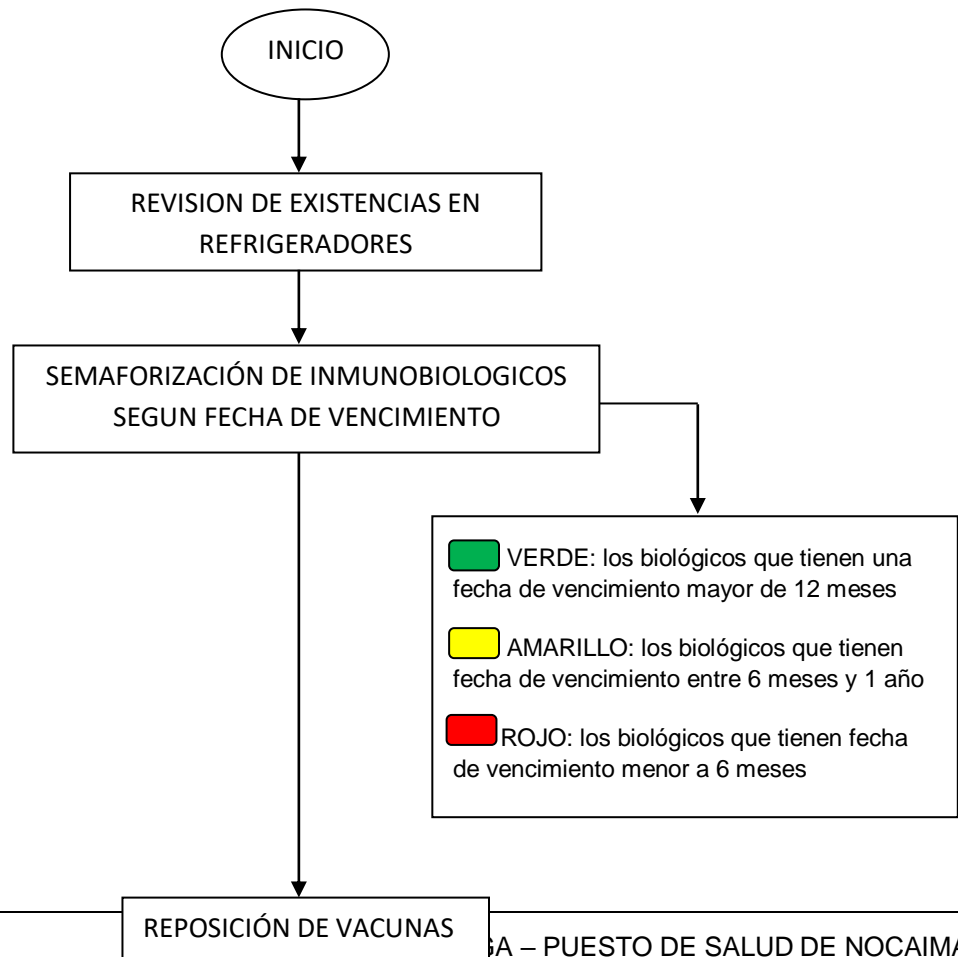 INICIO
REVISION DE EXISTENCIAS EN
REFRIGERADORES
SEMAFORIZACIÓN DE INMUNOBIOLOGICOS
SEGUN FECHA DE VENCIMIENTO
VERDE: los biológicos que tienen una
fecha de vencimiento mayor de 12 meses
AMARILLO: los biológicos que tienen
fecha de vencimiento entre 6 meses y 1 año
ROJO: los biológicos que tienen fecha
de vencimiento menor a 6 meses
REPOSICIÓN DE VACUNAS
– PUESTO DE SALUD DE NOCAIMA